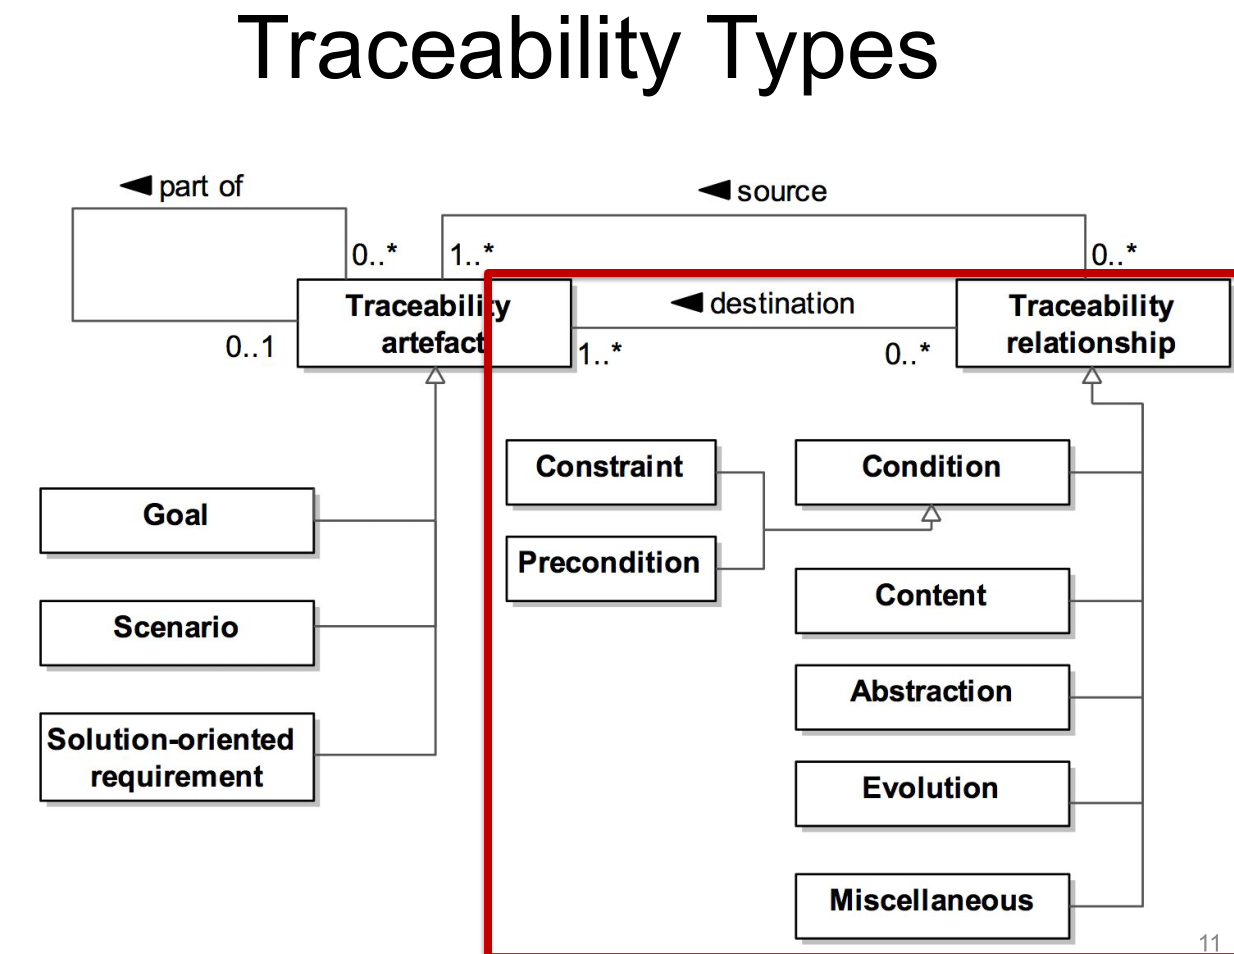 Traceability Types
part of
source
0..*
1..*
0..*
Traceability
artefact
destination
Traceability
relationship
0..1
1..*
0..*
Constraint
Condition
Goal
Precondition
Content
Scenario
Abstraction
Solution-oriented
requirement
Evolution
Miscellaneous
11